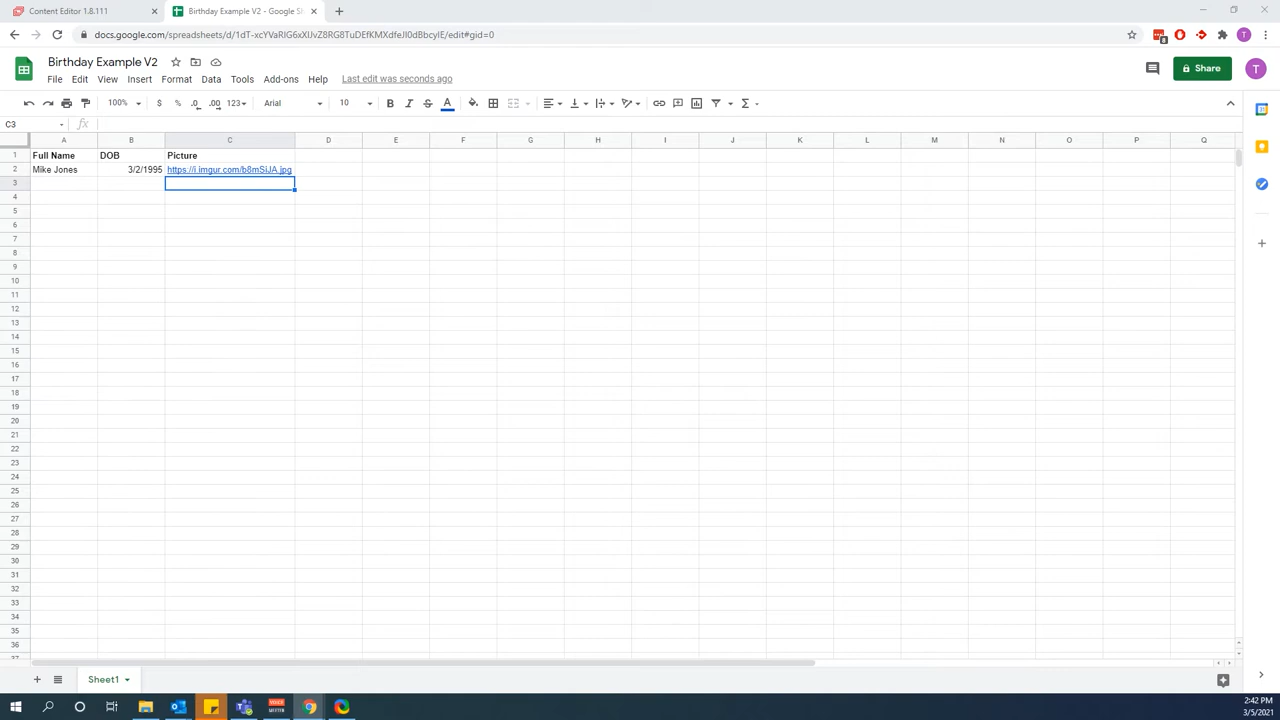 Content Editor 1.8.111
Birthday Example V2 - Google Sh
docs.google.com/spreadsheets/d/
Birthday Example V2
File Edit View Insert Format Data Tools Add-ons Help Last edit was seconds ago
Share
T
100% $ % .0 .00 123 Arial 10 B I S A Σ
C3 fx
A B C D E F G H I J K L M N O P Q
1 Full Name DOB Picture
2 Mike Jones 3/2/1995 https://i.imgur.com/b8mSiJA.jpg
3
4
5
6
7
8
9
10
11
12
13
14
15
16
17
18
19
20
21
22
23
24
25
26
27
28
29
30
31
32
33
34
35
36
Sheet1
2:42 PM
3/5/2021